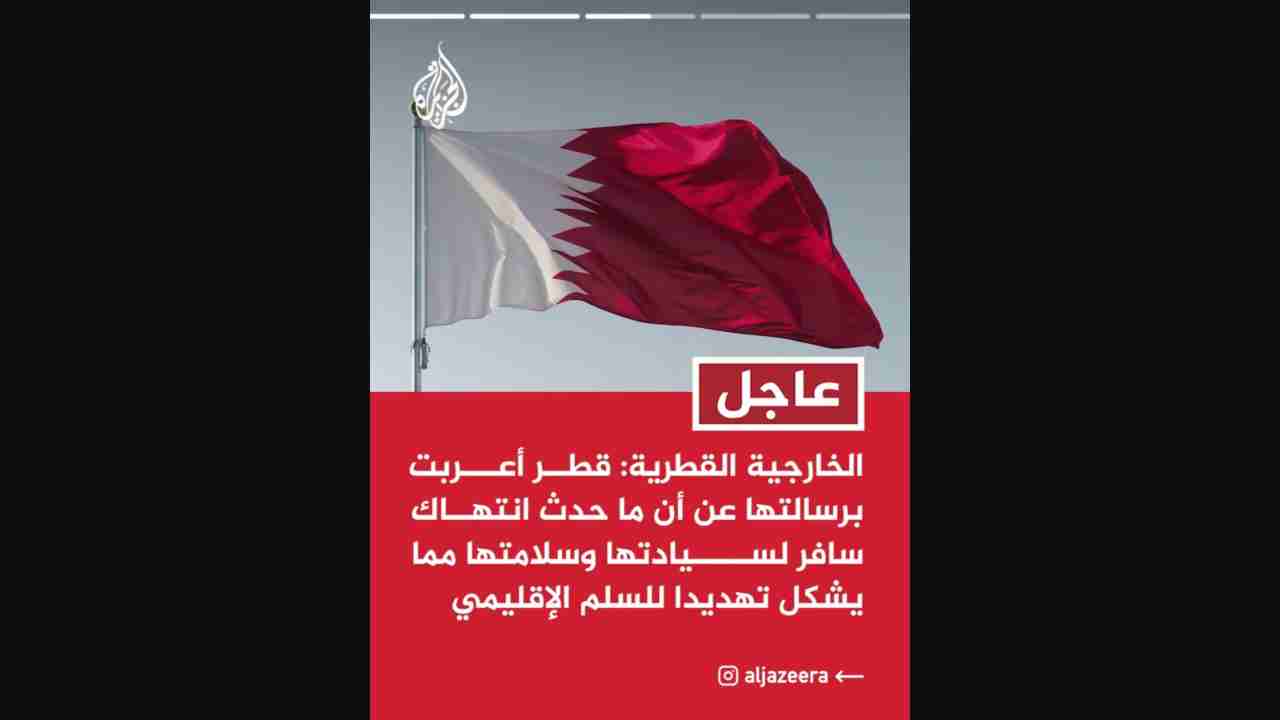 الجزيرة
عاجل
الخارجية القطرية: قطر أعربت
برسالتها عن أن ما حدث انتهاك
سافر لسيادتها وسلامتها مما
يشكل تهديدا للسلم الإقليمي
aljazeera